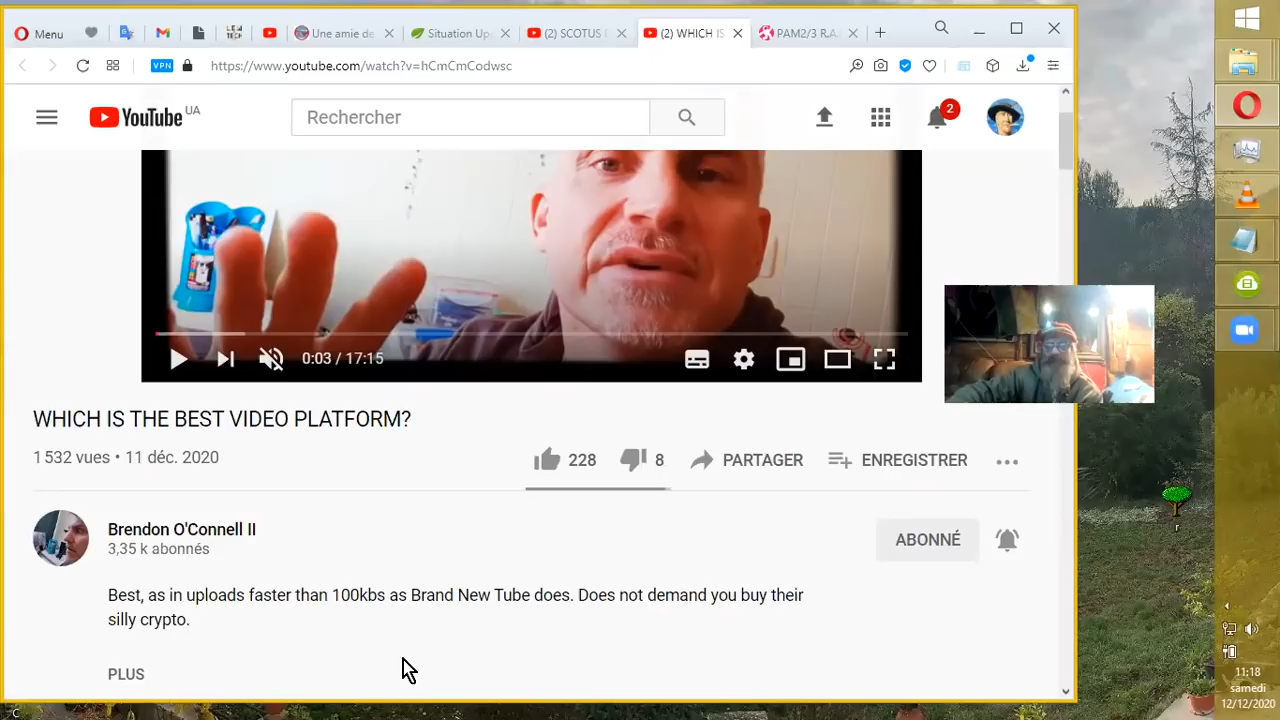 Menu
Une amie de
Situation Up
(2) SCOTUS
(2) WHICH IS
PAM2/3 R.A
VPN
https://www.youtube.com/watch?v=hCmCmCodwsc
YouTube UA
Rechercher
2
0:03 / 17:15
WHICH IS THE BEST VIDEO PLATFORM?
1 532 vues • 11 déc. 2020
228
8
PARTAGER
ENREGISTRER
Brendon O'Connell II
3,35 k abonnés
ABONNÉ
Best, as in uploads faster than 100kbs as Brand New Tube does. Does not demand you buy their
silly crypto.
PLUS
r
C
11:18
samedi
12/12/2020